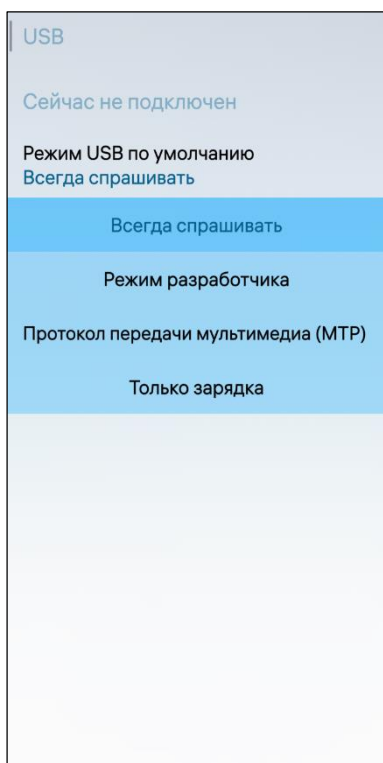 USB
Сейчас не подключен
Режим USB по умолчанию
Всегда спрашивать
Всегда спрашивать
Режим разработчика
Протокол передачи мультимедиа (MTP)
Только зарядка